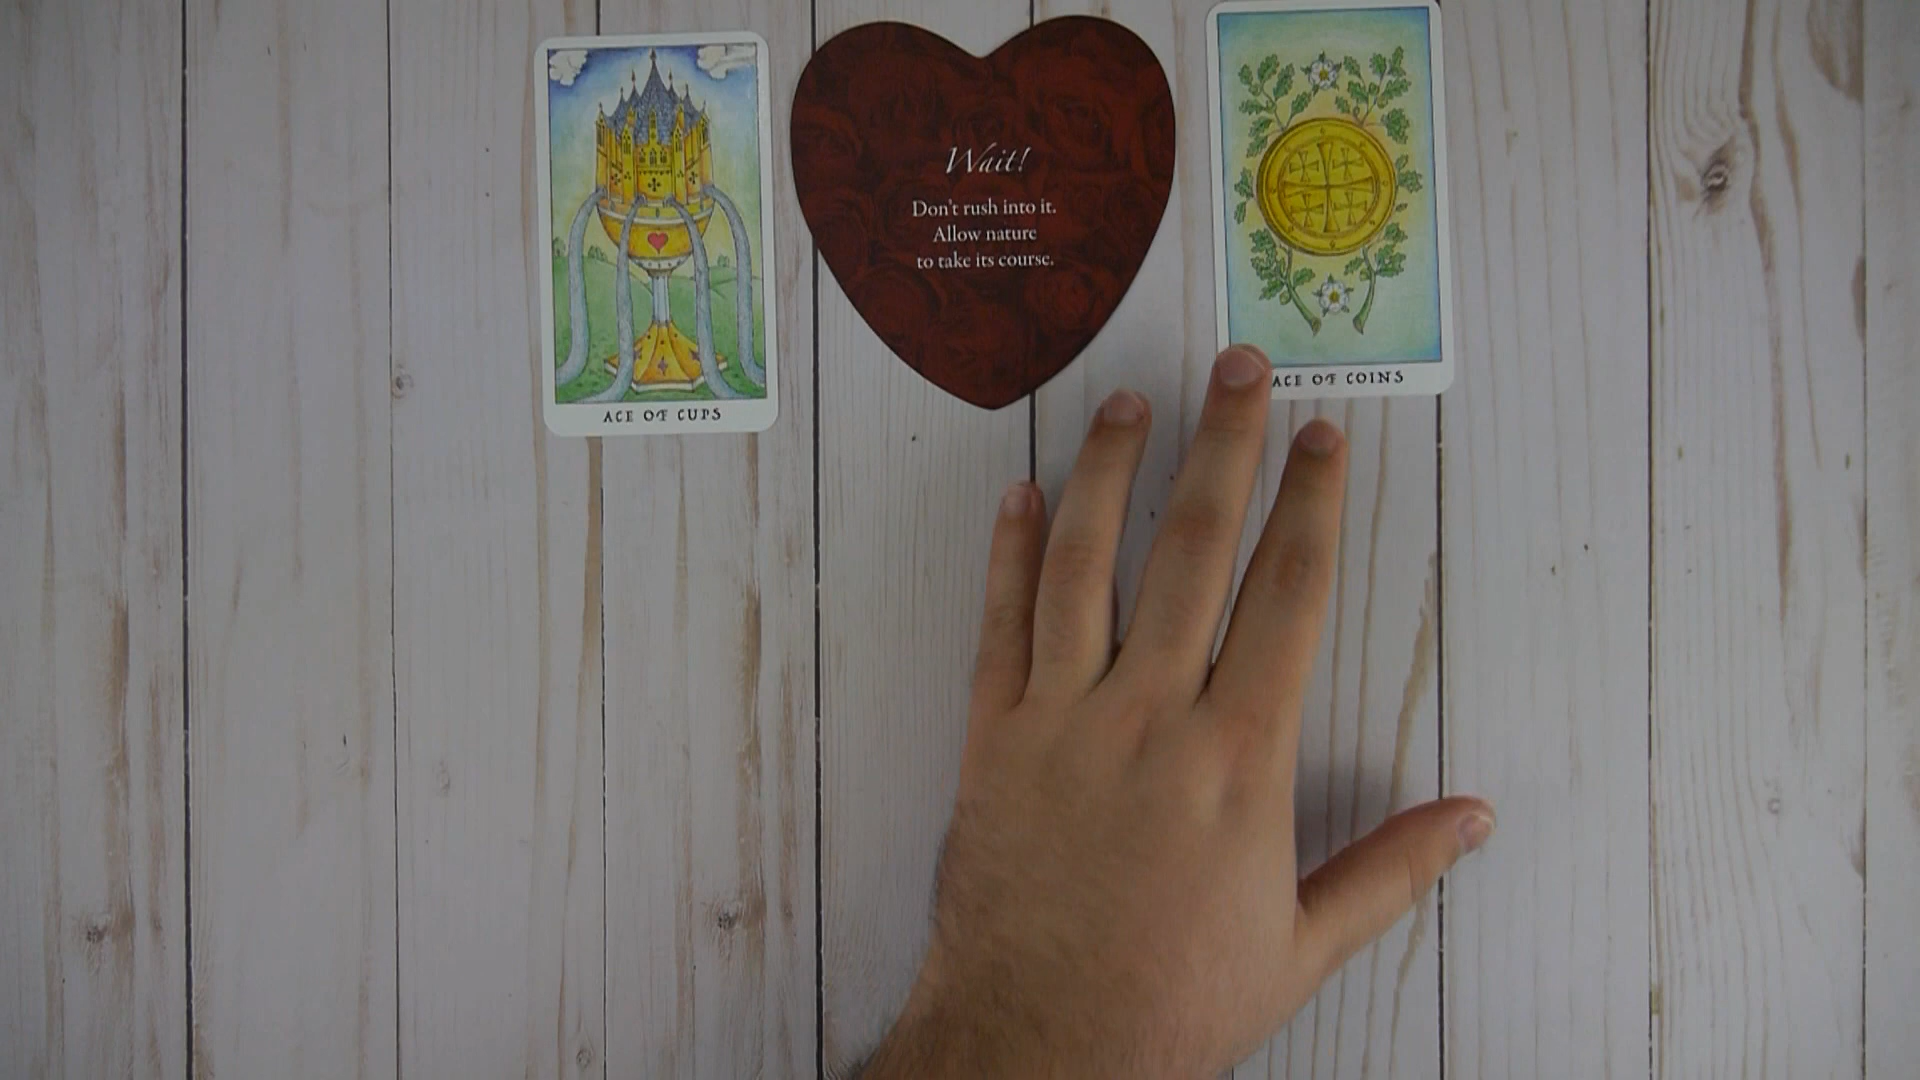 ACE OF CUPS
Wait!
Don't rush into it.
Allow nature
to take its course.
ACE OF COINS